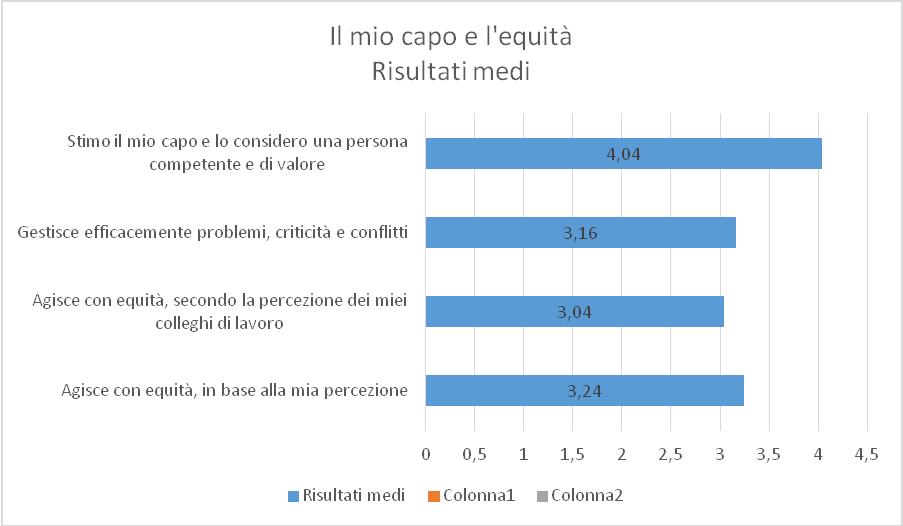 Il mio capo e l'equità
Risultati medi
Stimo il mio capo e lo considero una persona
competente e di valore
4,04
Gestisce efficacemente problemi, criticità e conflitti
3,16
Agisce con equità, secondo la percezione dei miei
colleghi di lavoro
3,04
Agisce con equità, in base alla mia percezione
3,24
0 0,5 1 1,5 2 2,5 3 3,5 4 4,5
Risultati medi Colonna1 Colonna2